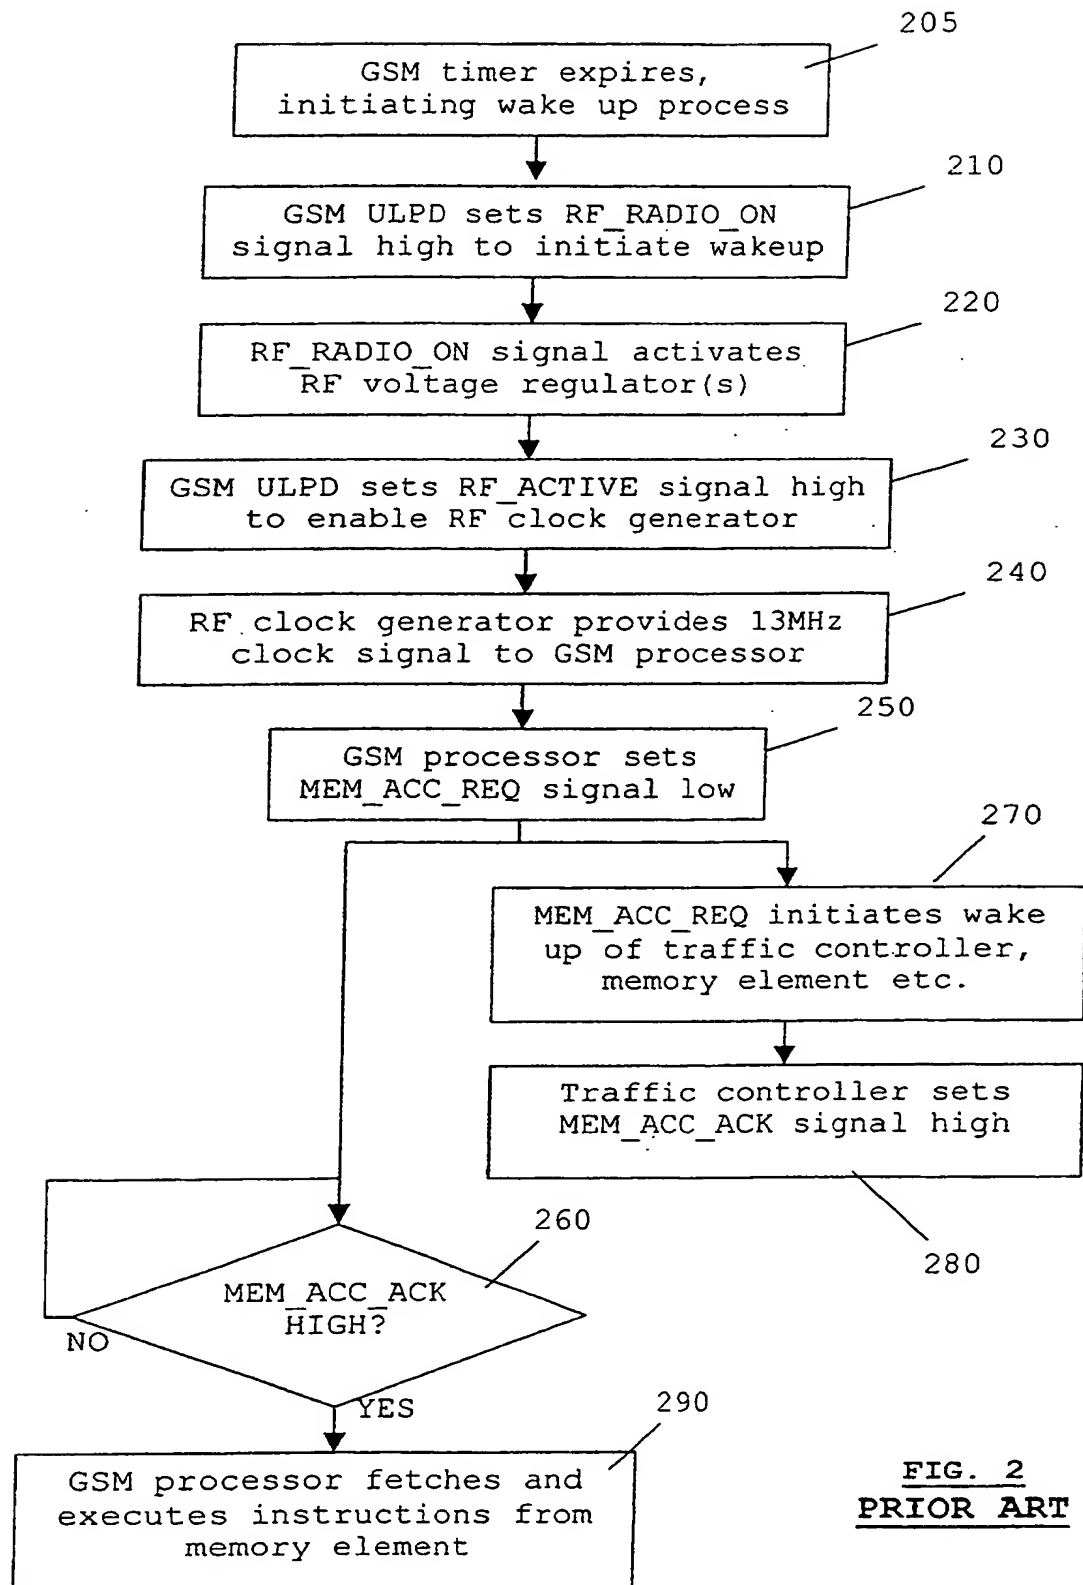 205
GSM timer expires,
initiating wake up process
210
GSM ULPD sets RF_RADIO_ON
signal high to initiate wakeup
220
RF_RADIO_ON signal activates
RF voltage regulator(s)
230
GSM ULPD sets RF_ACTIVE signal high
to enable RF clock generator
240
RF clock generator provides 13MHz
clock signal to GSM processor
250
GSM processor sets
MEM_ACC_REQ signal low
270
MEM_ACC_REQ initiates wake
up of traffic controller,
memory element etc.
Traffic controller sets
MEM_ACC_ACK signal high
280
260
MEM_ACC_ACK
HIGH?
NO
YES
290
GSM processor fetches and
executes instructions from
memory element
FIG. 2
PRIOR ART